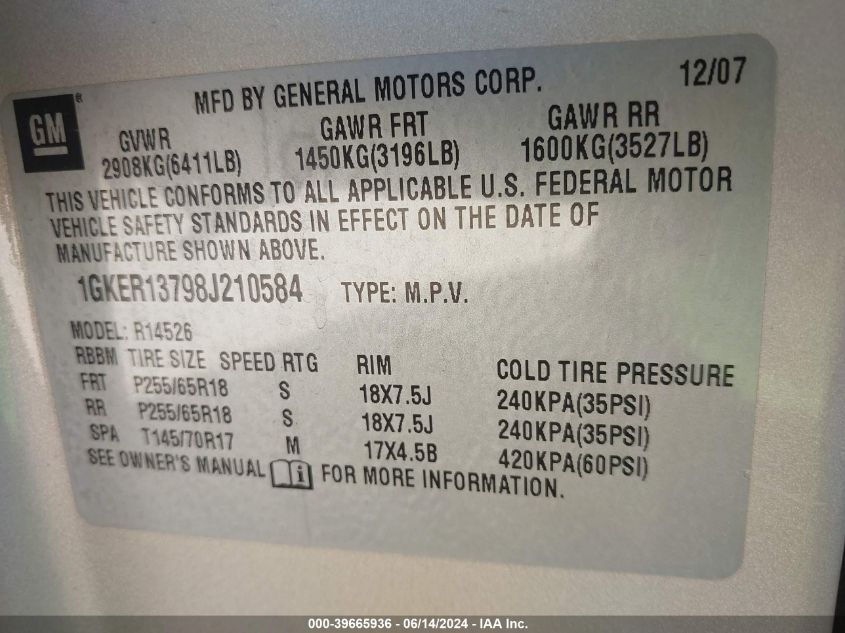 GM®
MFD BY GENERAL MOTORS CORP. 12/07
GVWR GAWR FRT GAWR RR
2908KG(6411LB) 1450KG(3196LB) 1600KG(3527LB)
THIS VEHICLE CONFORMS TO ALL APPLICABLE U.S. FEDERAL MOTOR
VEHICLE SAFETY STANDARDS IN EFFECT ON THE DATE OF
MANUFACTURE SHOWN ABOVE.
1GKER13798J210584 TYPE: M.P.V.
MODEL: R14526
RBBM TIRE SIZE SPEED RTG RIM COLD TIRE PRESSURE
FRT P255/65R18 S 18X7.5J 240KPA(35PSI)
RR P255/65R18 S 18X7.5J 240KPA(35PSI)
SPA T145/70R17 M 17X4.5B 420KPA(60PSI)
SEE OWNER'S MANUAL i FOR MORE INFORMATION.
000-39665936 - 06/14/2024 - IAA Inc.